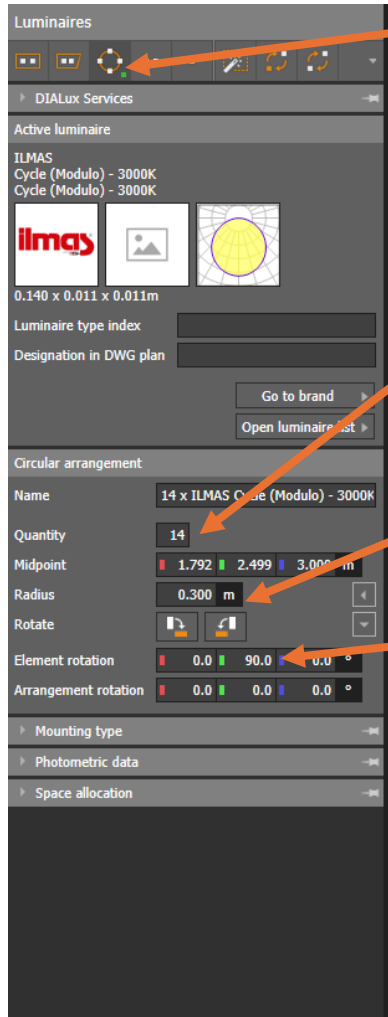 Luminaires
DIALux Services
Active luminaire
ILMAS
Cycle (Modulo) - 3000K
Cycle (Modulo) - 3000K
ilmas
0.140 x 0.011 x 0.011m
Luminaire type index
Designation in DWG plan
Go to brand
Open luminaire list
Circular arrangement
Name 14 x ILMAS Cycle (Modulo) - 3000K
Quantity 14
Midpoint 1.792 2.499 3.000 m
Radius 0.300 m
Rotate
Element rotation 0.0 90.0 0.0 °
Arrangement rotation 0.0 0.0 0.0 °
Mounting type
Photometric data
Space allocation